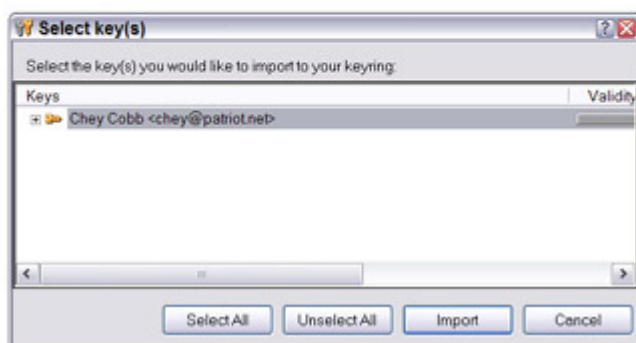 Select key(s)
Select the key(s) you would like to import to your keyring:
Keys Validity
Chey Cobb <chey@patriot.net>
Select All Unselect All Import Cancel